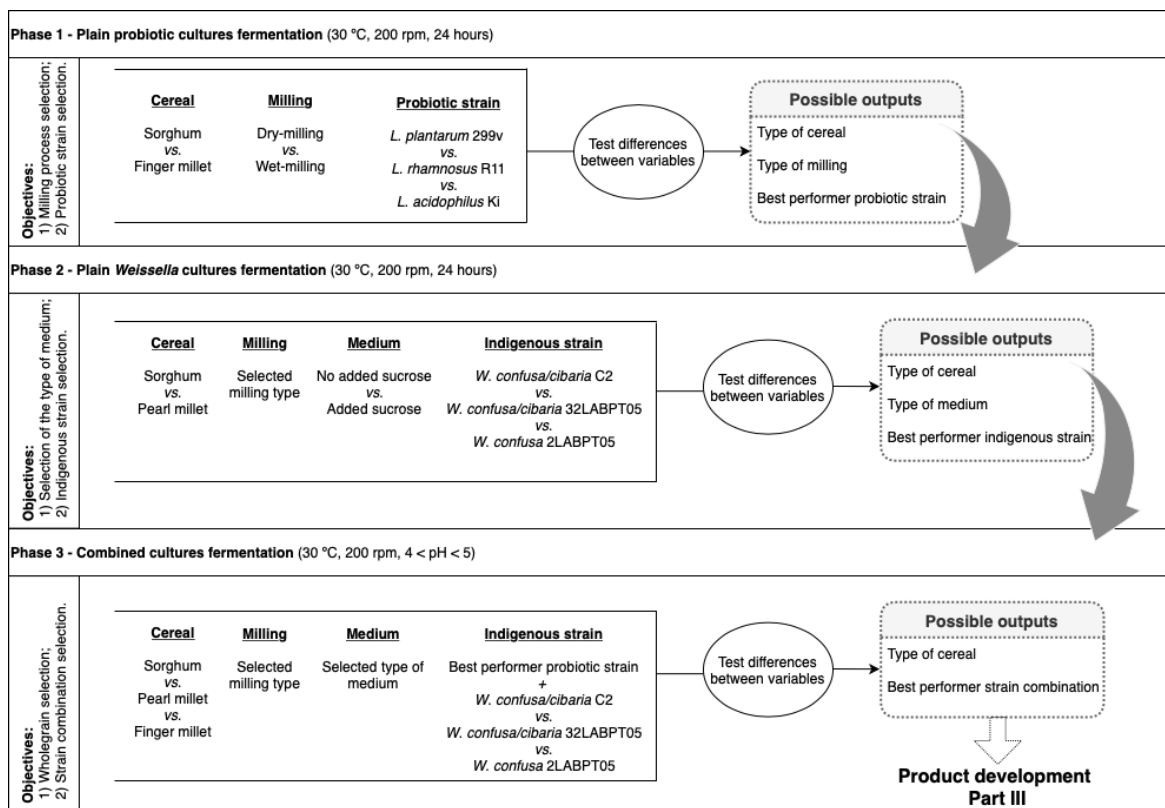 Phase 1 - Plain probiotic cultures fermentation (30 ºC, 200 rpm, 24 hours)
Objectives:
1) Milling process selection;
2) Probiotic strain selection.
Cereal
Sorghum
vs.
Finger millet
Milling
Dry-milling
vs.
Wet-milling
Probiotic strain
L. plantarum 299v
vs.
L. rhamnosus R11
vs.
L. acidophilus Ki
Test differences
between variables
Possible outputs
Type of cereal
Type of milling
Best performer probiotic strain
Phase 2 - Plain Weissella cultures fermentation (30 ºC, 200 rpm, 24 hours)
Objectives:
1) Selection of the type of medium;
2) Indigenous strain selection.
Cereal
Sorghum
vs.
Pearl millet
Milling
Selected
milling type
Medium
No added sucrose
vs.
Added sucrose
Indigenous strain
W. confusa/cibaria C2
vs.
W. confusa/cibaria 32LABPT05
vs.
W. confusa 2LABPT05
Test differences
between variables
Possible outputs
Type of cereal
Type of medium
Best performer indigenous strain
Phase 3 - Combined cultures fermentation (30 ºC, 200 rpm, 4 < pH < 5)
Objectives:
1) Wholegrain selection;
2) Strain combination selection.
Cereal
Sorghum
vs.
Pearl millet
vs.
Finger millet
Milling
Selected
milling type
Medium
Selected type of
medium
Indigenous strain
Best performer probiotic strain
+
W. confusa/cibaria C2
vs.
W. confusa/cibaria 32LABPT05
vs.
W. confusa 2LABPT05
Test differences
between variables
Possible outputs
Type of cereal
Best performer strain combination
Product development
Part III